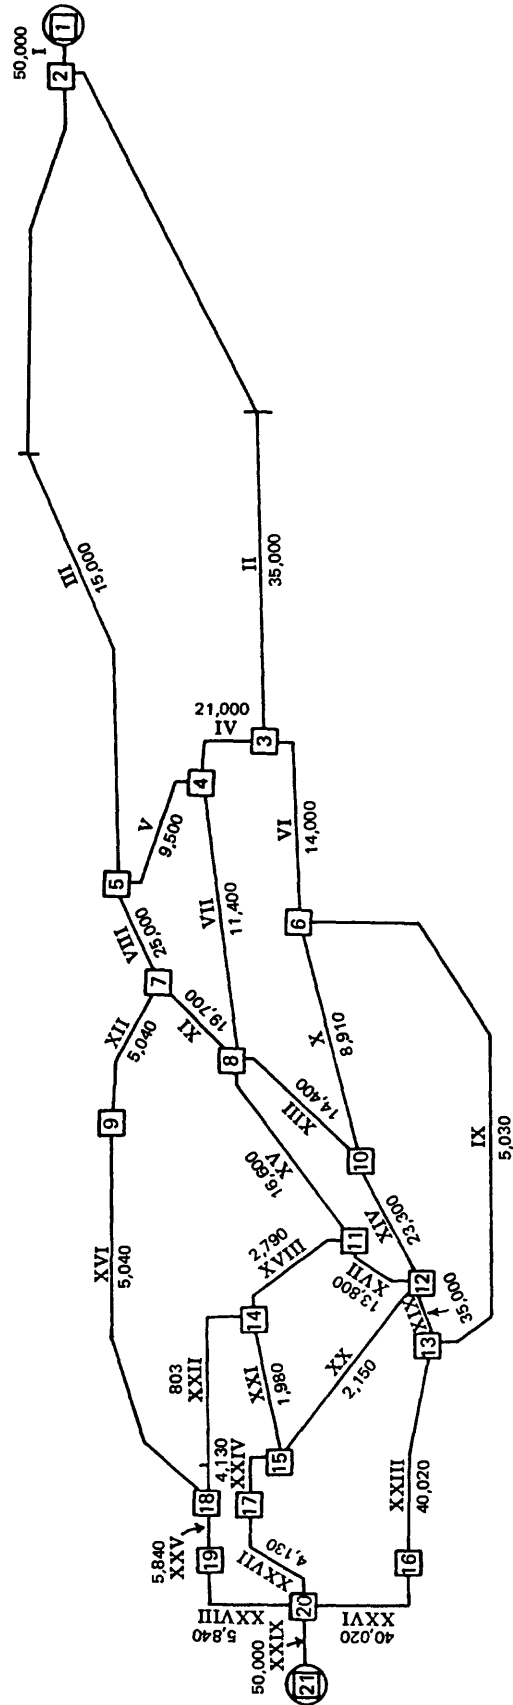 1
50,000
I
2
III
15,000
II
35,000
21,000
IV
3
4
V
9,500
5
VI
14,000
VII
11,400
6
VIII
25,000
7
XI
19,700
XII
5,040
8
9
X
8,910
XIII
14,400
IX
5,030
10
XV
16,600
XIV
23,300
11
XVI
5,040
2,790
XVIII
XVII
13,800
12
XIX
35,000
13
14
803
XXII
XXI
1,980
XX
2,150
15
4,130
XXIV
XXIII
40,020
17
18
5,840
XXV
19
XXVII
4,130
16
XXVIII
5,840
20
XXVI
40,020
50,000
XXIX
21